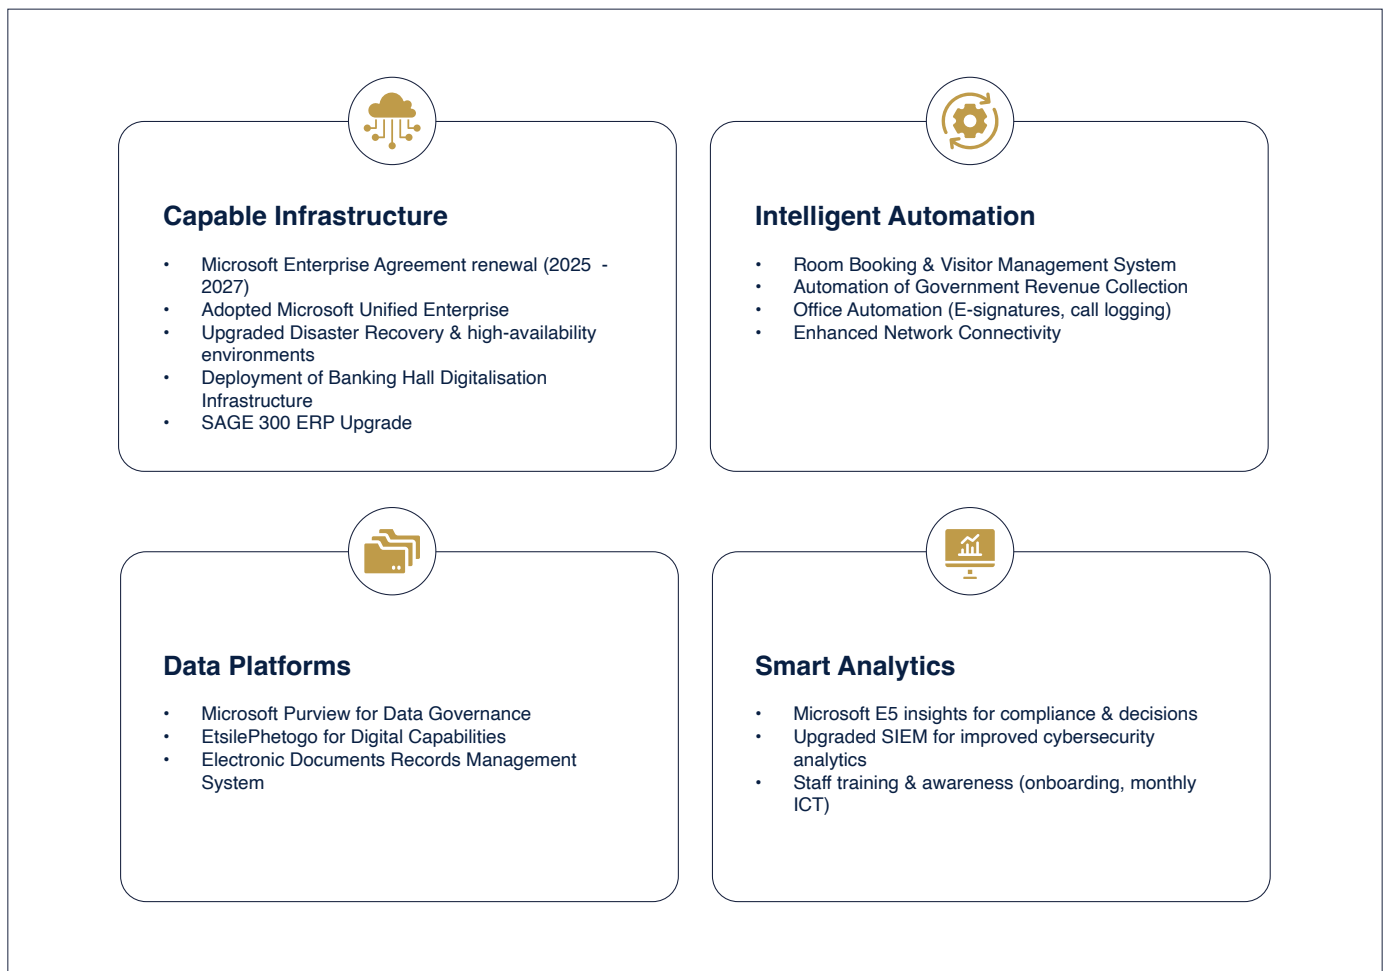 Capable Infrastructure
• Microsoft Enterprise Agreement renewal (2025 -
2027)
• Adopted Microsoft Unified Enterprise
• Upgraded Disaster Recovery & high-availability
environments
• Deployment of Banking Hall Digitalisation
Infrastructure
• SAGE 300 ERP Upgrade
Intelligent Automation
• Room Booking & Visitor Management System
• Automation of Government Revenue Collection
• Office Automation (E-signatures, call logging)
• Enhanced Network Connectivity
Data Platforms
• Microsoft Purview for Data Governance
• EtsilePhetogo for Digital Capabilities
• Electronic Documents Records Management
System
Smart Analytics
• Microsoft E5 insights for compliance & decisions
• Upgraded SIEM for improved cybersecurity
analytics
• Staff training & awareness (onboarding, monthly
ICT)